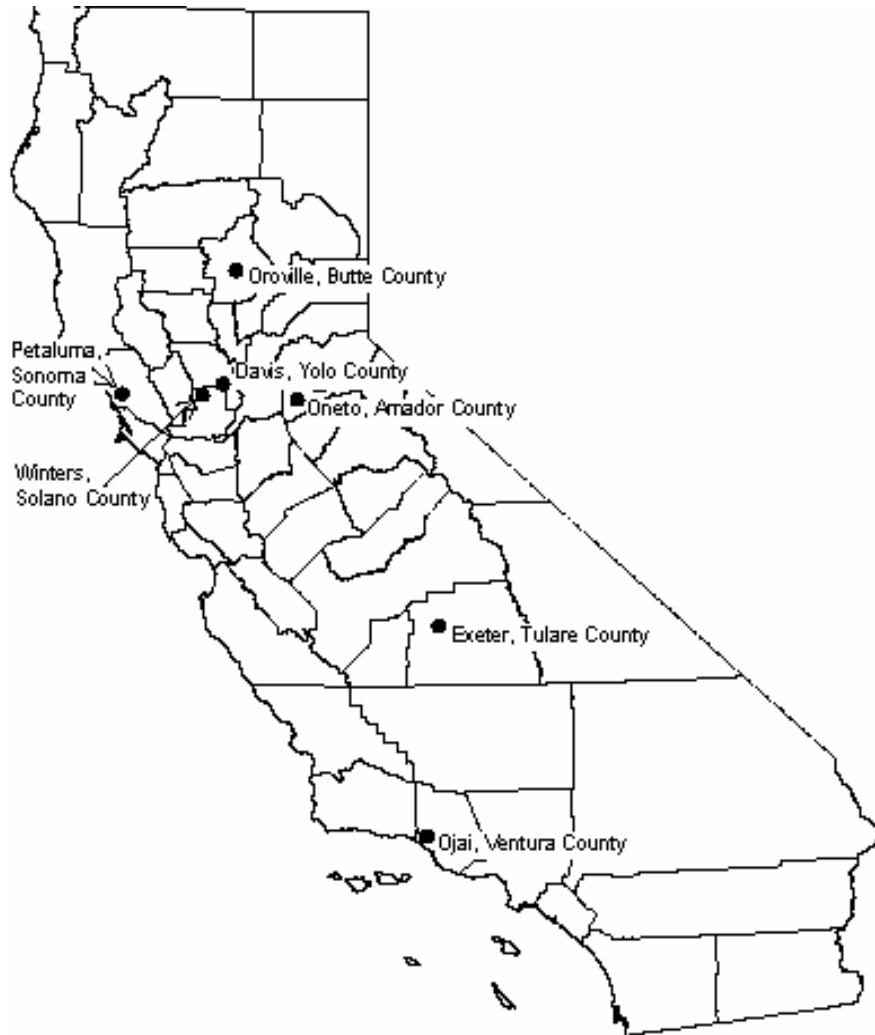 Oroville, Butte County
Petaluma,
Sonoma
County
Davis, Yolo County
Oneto, Amador County
Winters,
Solano County
Exeter, Tulare County
Ojai, Ventura County